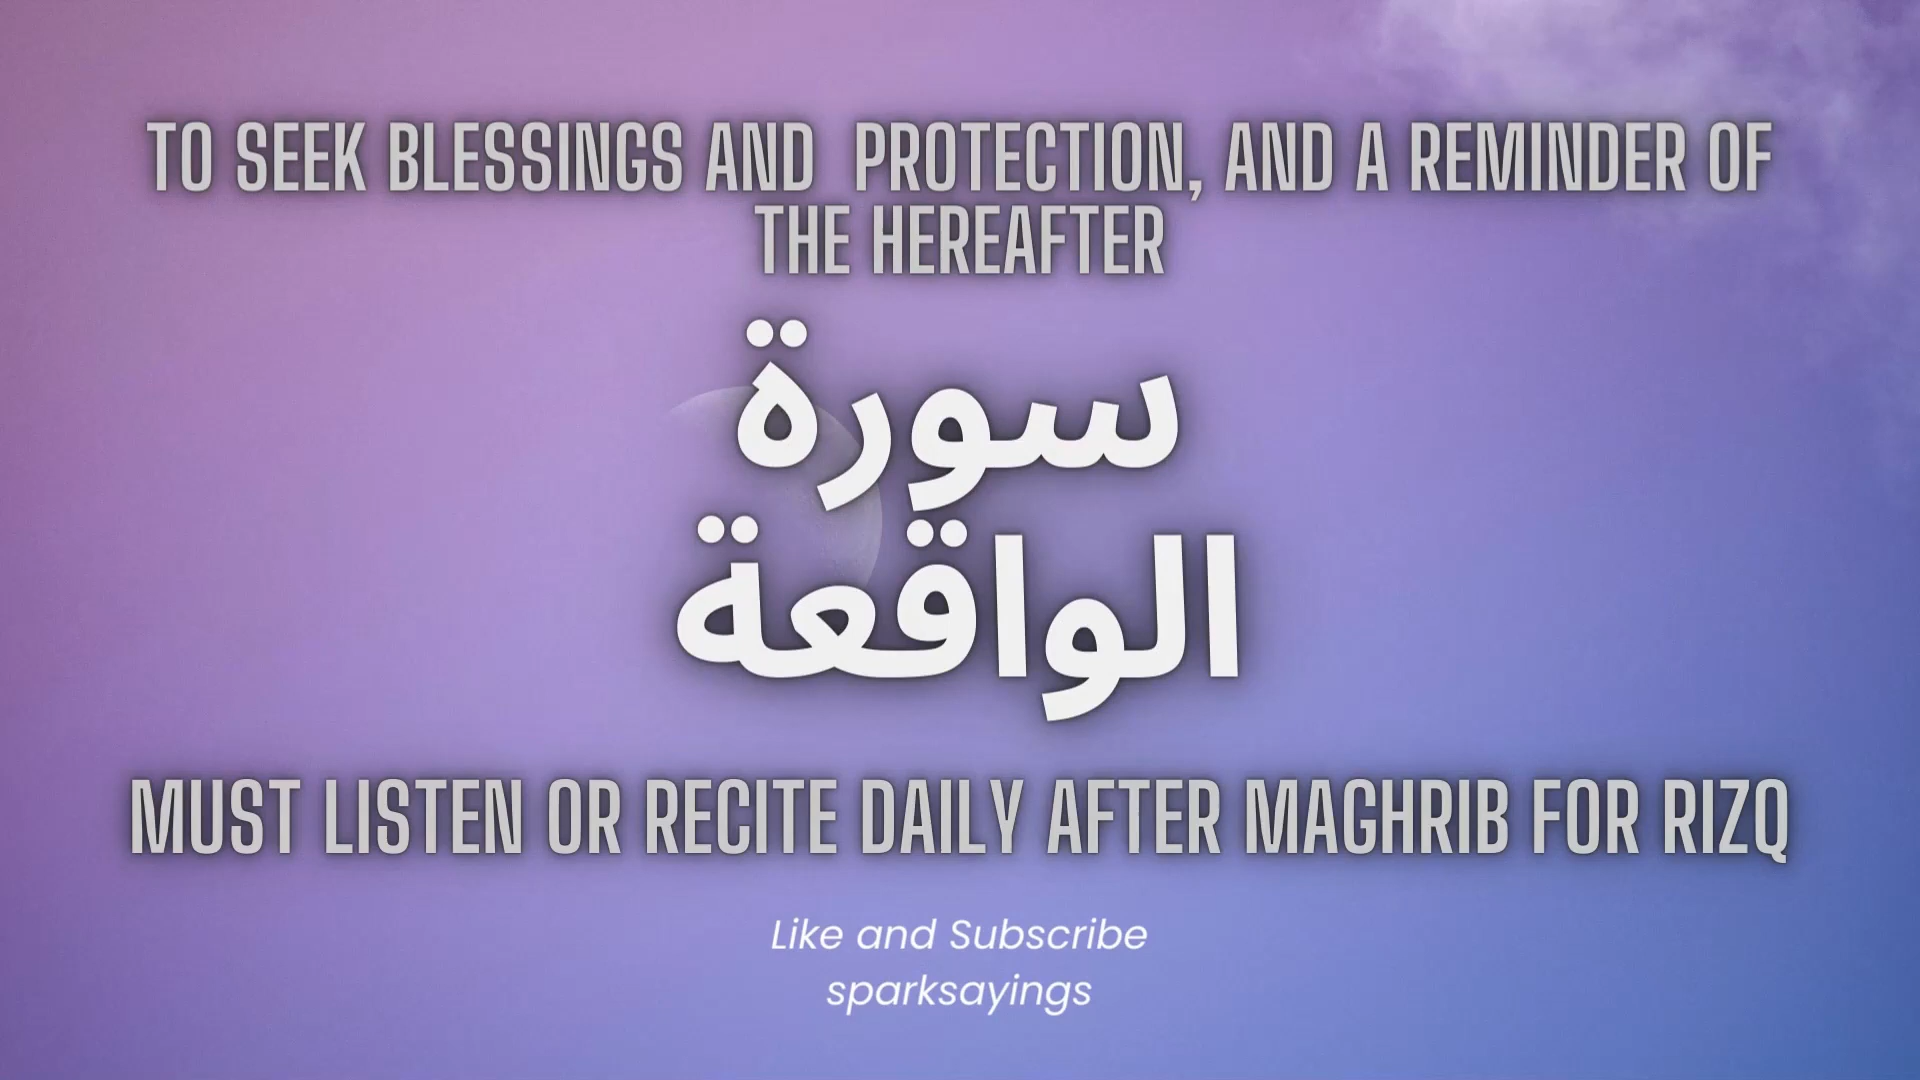 TO SEEK BLESSINGS AND PROTECTION, AND A REMINDER OF
THE HEREAFTER
سورة
الواقعة
MUST LISTEN OR RECITE DAILY AFTER MAGHRIB FOR RIZQ
Like and Subscribe
sparksayings